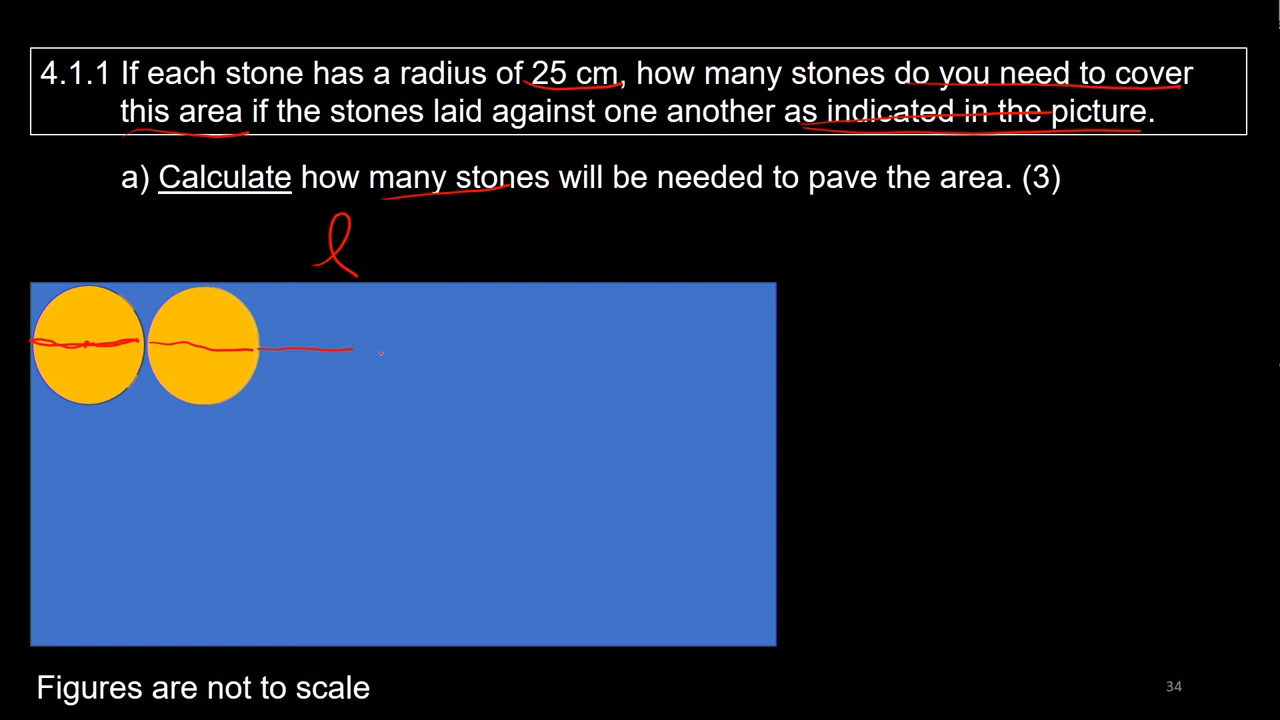 4.1.1 If each stone has a radius of 25 cm, how many stones do you need to cover
this area if the stones laid against one another as indicated in the picture.
a) Calculate how many stones will be needed to pave the area. (3)
l
Figures are not to scale
34